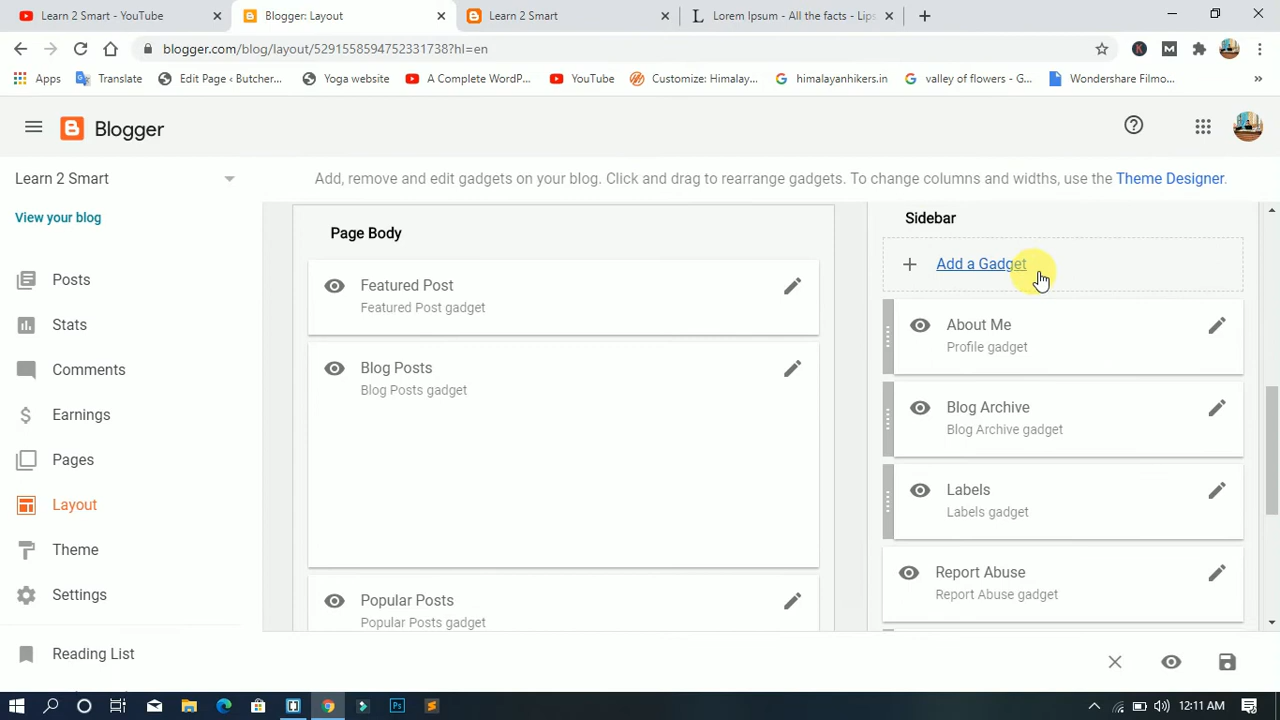 Learn 2 Smart - YouTube
Blogger: Layout
Learn 2 Smart
Lorem Ipsum - All the facts - Lips
blogger.com/blog/layout/5291558594752331738?hl=en
Apps
Translate
Edit Page ‹ Butcher...
Yoga website
A Complete WordP...
YouTube
Customize: Himalay...
himalayanhikers.in
valley of flowers - G...
Wondershare Filmo...
»
Blogger
Learn 2 Smart
Add, remove and edit gadgets on your blog. Click and drag to rearrange gadgets. To change columns and widths, use the Theme Designer.
View your blog
Posts
Stats
Comments
Earnings
Pages
Layout
Theme
Settings
Reading List
Page Body
Featured Post
Featured Post gadget
Blog Posts
Blog Posts gadget
Popular Posts
Popular Posts gadget
Sidebar
Add a Gadget
About Me
Profile gadget
Blog Archive
Blog Archive gadget
Labels
Labels gadget
Report Abuse
Report Abuse gadget
12:11 AM